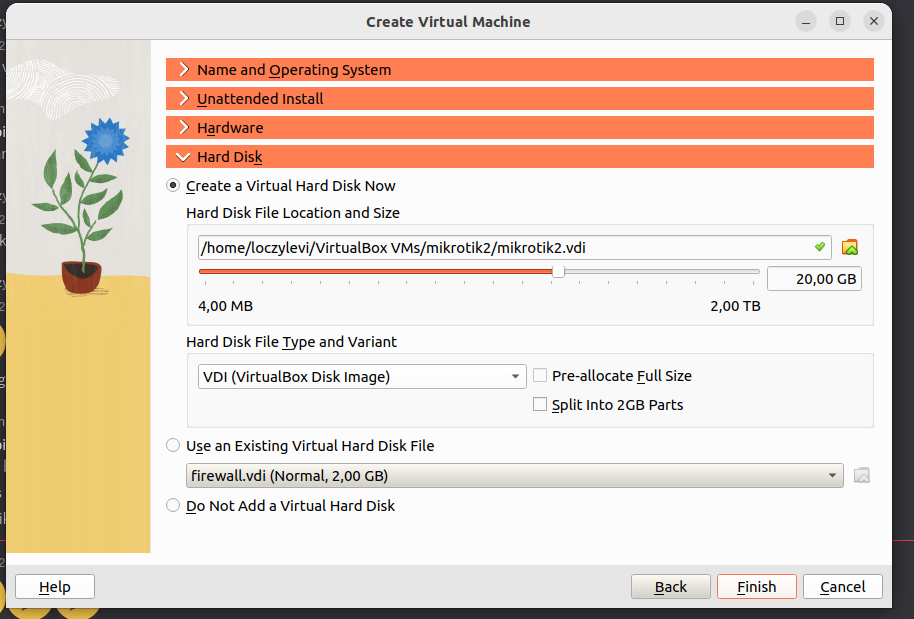 Create Virtual Machine
Name and Operating System
Unattended Install
Hardware
Hard Disk
Create a Virtual Hard Disk Now
Hard Disk File Location and Size
/home/loczylevi/VirtualBox VMs/mikrotik2/mikrotik2.vdi
20,00 GB
4,00 MB 2,00 TB
Hard Disk File Type and Variant
VDI (VirtualBox Disk Image) Pre-allocate Full Size
Split Into 2GB Parts
Use an Existing Virtual Hard Disk File
firewall.vdi (Normal, 2,00 GB)
Do Not Add a Virtual Hard Disk
Help Back Finish Cancel